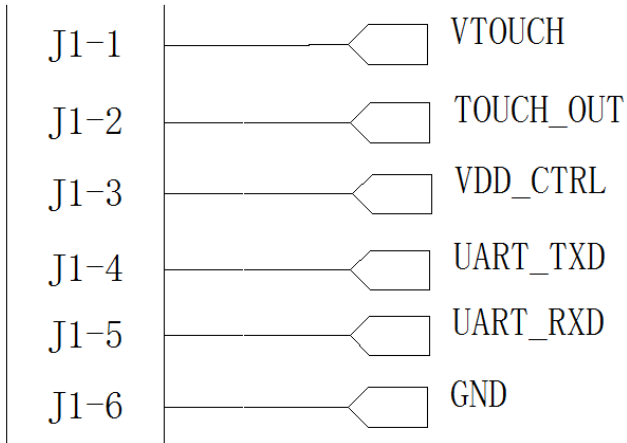 J1-1 VTOUCH
J1-2 TOUCH_OUT
J1-3 VDD_CTRL
J1-4 UART_TXD
J1-5 UART_RXD
J1-6 GND